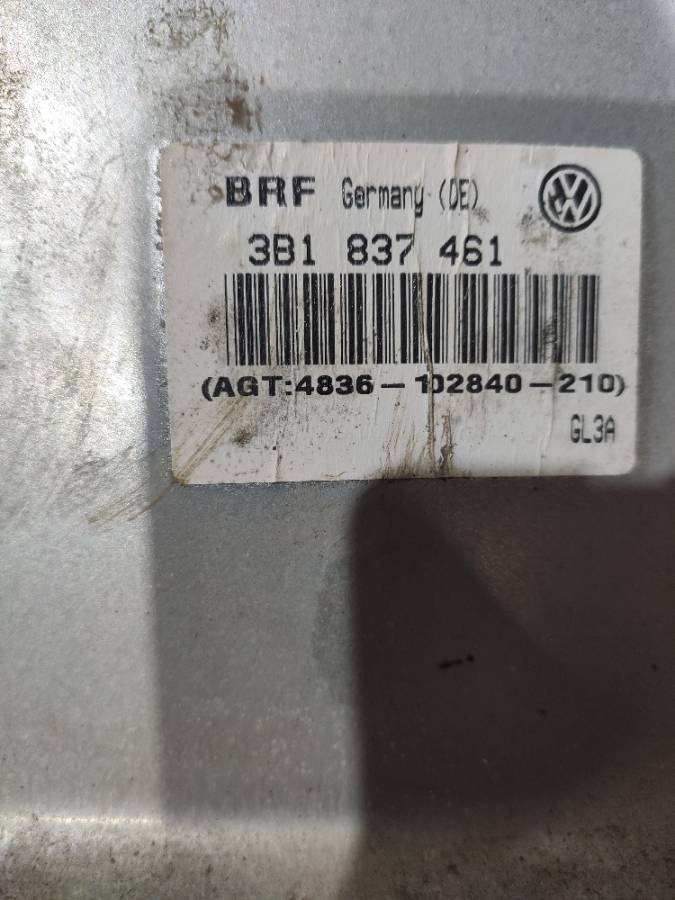 BRF Germany (DE)
3B1 837 461
(AGT:4836-102840-210)
GL3A